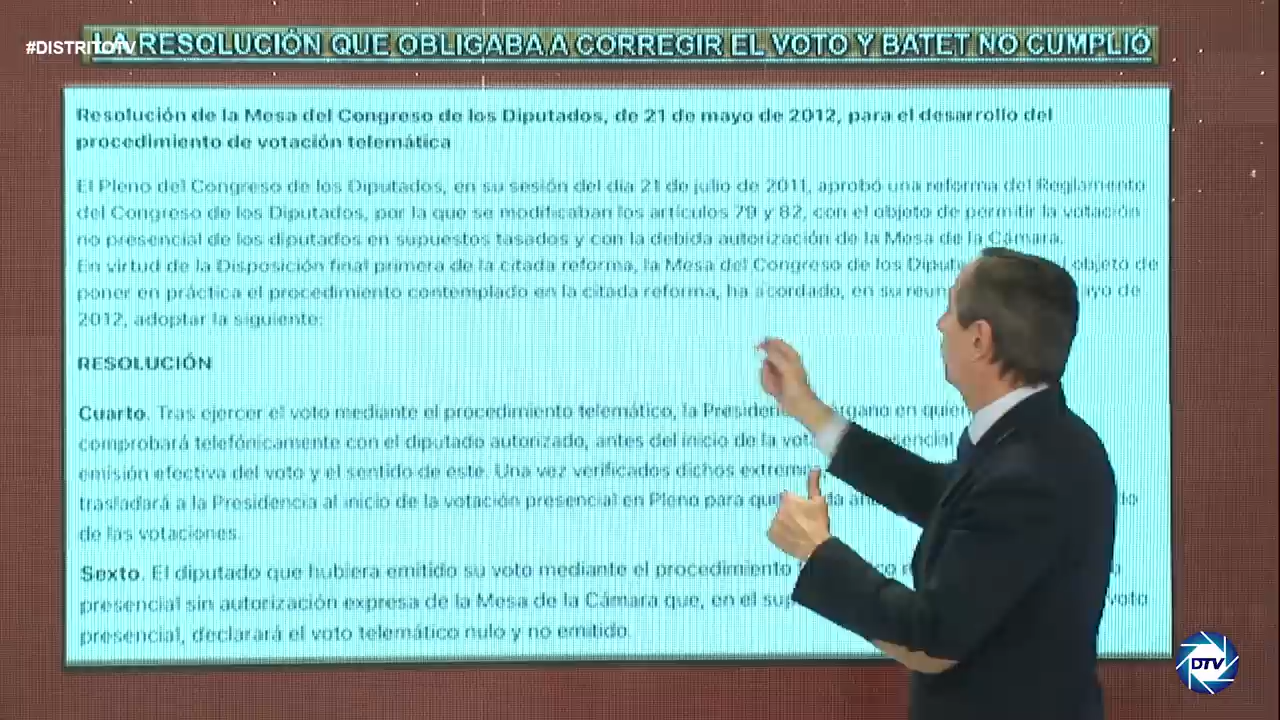 #DISTRITOTV
LA RESOLUCIÓN QUE OBLIGABA A CORREGIR EL VOTO Y BATET NO CUMPLIÓ
Resolución de la Mesa del Congreso de los Diputados, de 21 de mayo de 2012, para el desarrollo del
procedimiento de votación telemática
El Pleno del Congreso de los Diputados, en su sesión del día 21 de julio de 2011, aprobó una reforma del Reglamento
del Congreso de los Diputados, por la que se modificaban los artículos 79 y 82, con el objeto de permitir la votación
no presencial de los diputados en supuestos tasados y con la debida autorización de la Mesa de la Cámara.
En virtud de la Disposición final primera de la citada reforma, la Mesa del Congreso de los objeto de
poner en práctica el procedimiento contemplado en la citada reforma, ha acordado, en su de
2012, adoptar la siguiente:
RESOLUCIÓN
Cuarto. Tras ejercer el voto mediante el procedimiento telemático, la órgano en
comprobará telefónicamente con el diputado autorizado, antes del inicio de la
emisión efectiva del voto y el sentido de este. Una vez verificados dichos
trasladará a la Presidencia al inicio de la votación presencial en Pleno para
de las votaciones.
Sexto. El diputado que hubiera emitido su voto mediante el procedimiento
presencial sin autorización expresa de la Mesa de la Cámara que, en el voto
presencial, declarará el voto telemático nulo y no emitido.
DTV